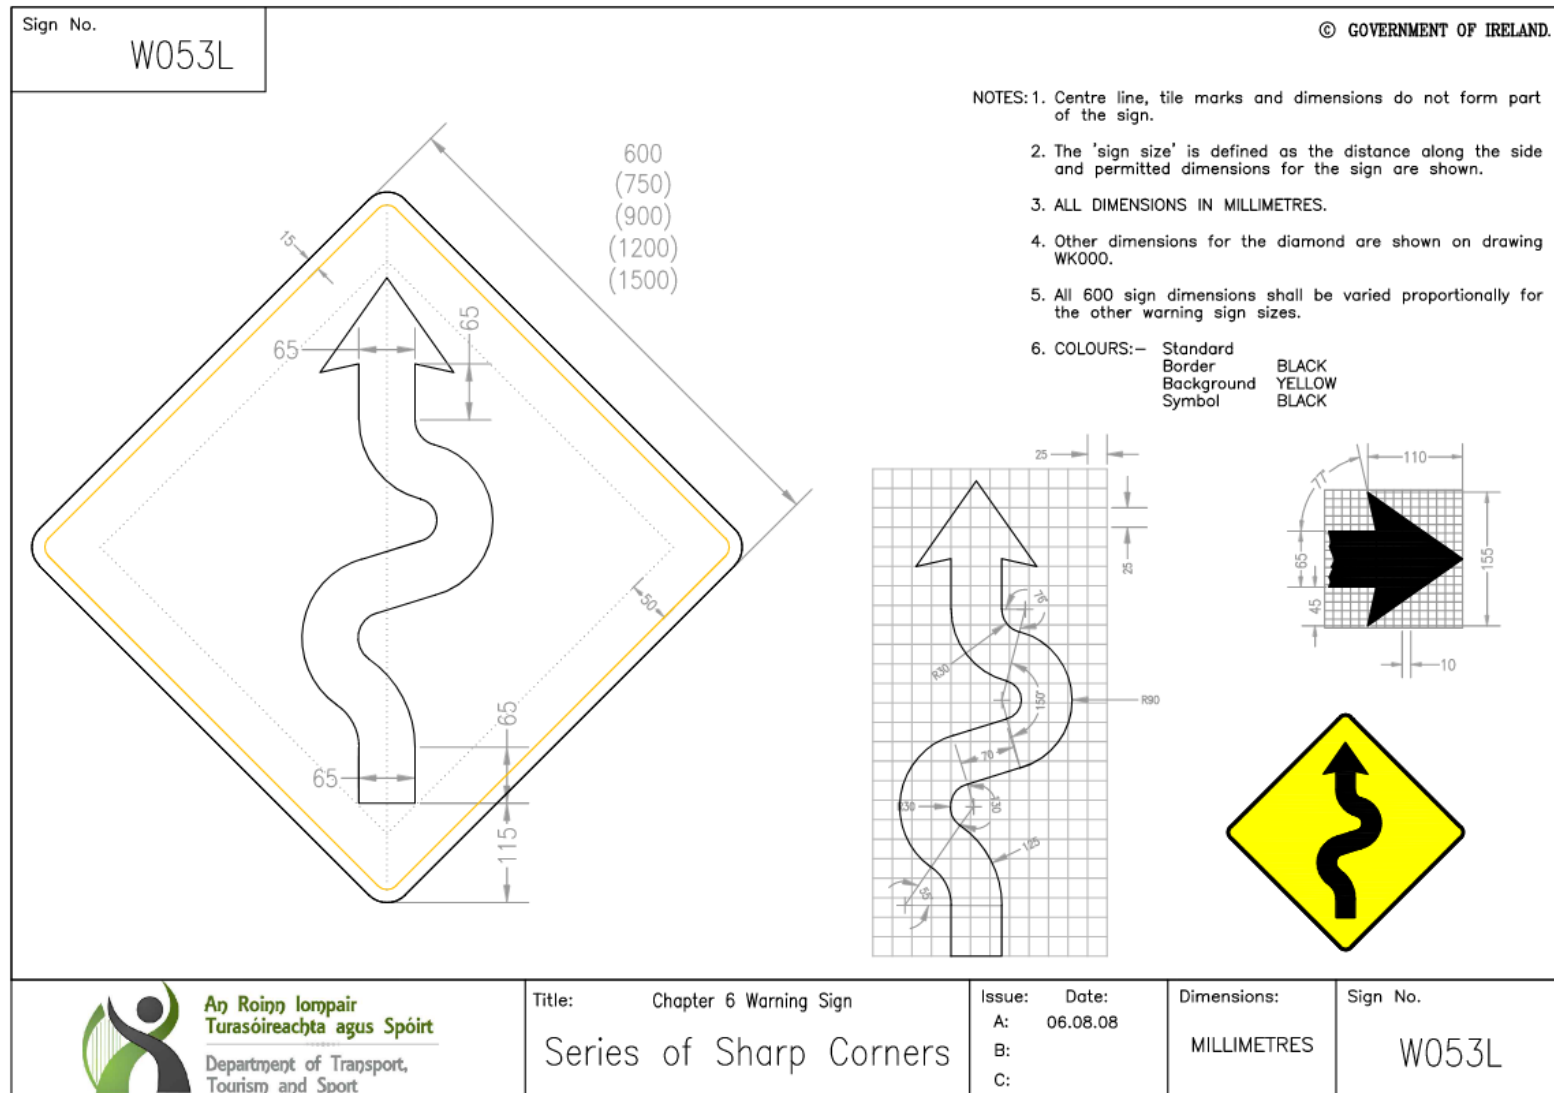 Sign No.
W053L
© GOVERNMENT OF IRELAND.
NOTES: 1. Centre line, tile marks and dimensions do not form part
of the sign.
2. The 'sign size' is defined as the distance along the side
and permitted dimensions for the sign are shown.
3. ALL DIMENSIONS IN MILLIMETRES.
4. Other dimensions for the diamond are shown on drawing
WK000.
5. All 600 sign dimensions shall be varied proportionally for
the other warning sign sizes.
6. COLOURS:– Standard
Border BLACK
Background YELLOW
Symbol BLACK
600
(750)
(900)
(1200)
(1500)
15
65
65
50
65
65
115
25
25
76°
R30
150°
R90
70
R30
130
125
55°
77°
110
65
45
155
10
An Roinn Iompair
Turasóireachta agus Spóirt
Department of Transport,
Tourism and Sport
Title: Chapter 6 Warning Sign
Series of Sharp Corners
Issue: Date:
A: 06.08.08
B:
C:
Dimensions:
MILLIMETRES
Sign No.
W053L